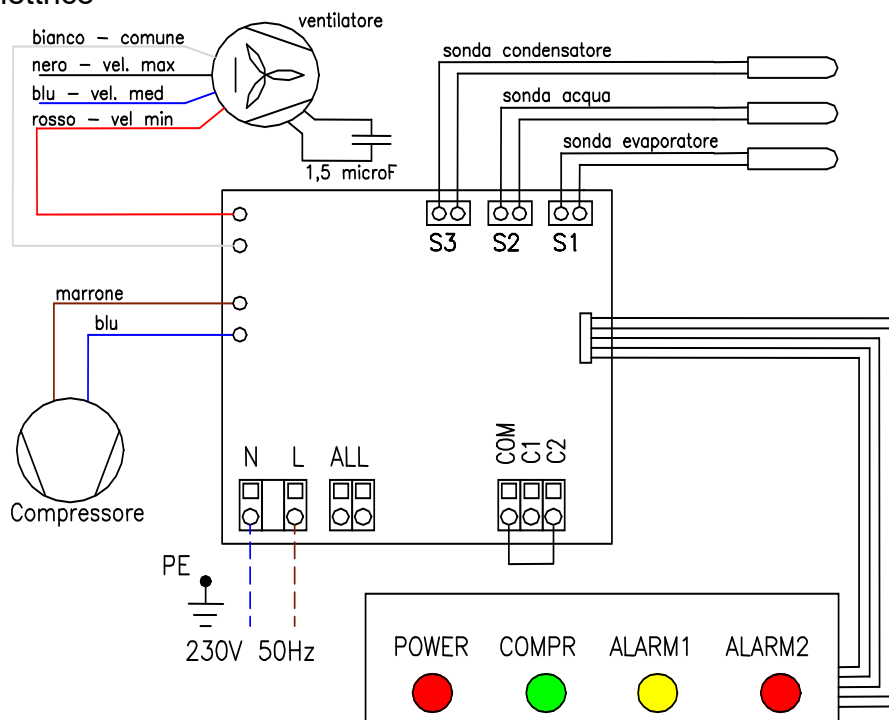 ventilatore
bianco – comune
nero – vel. max
blu – vel. med
rosso – vel min
1,5 microF
sonda condensatore
sonda acqua
sonda evaporatore
S3 S2 S1
marrone
blu
Compressore
N L ALL
COM C1 C2
PE
230V 50Hz
POWER COMPR ALARM1 ALARM2